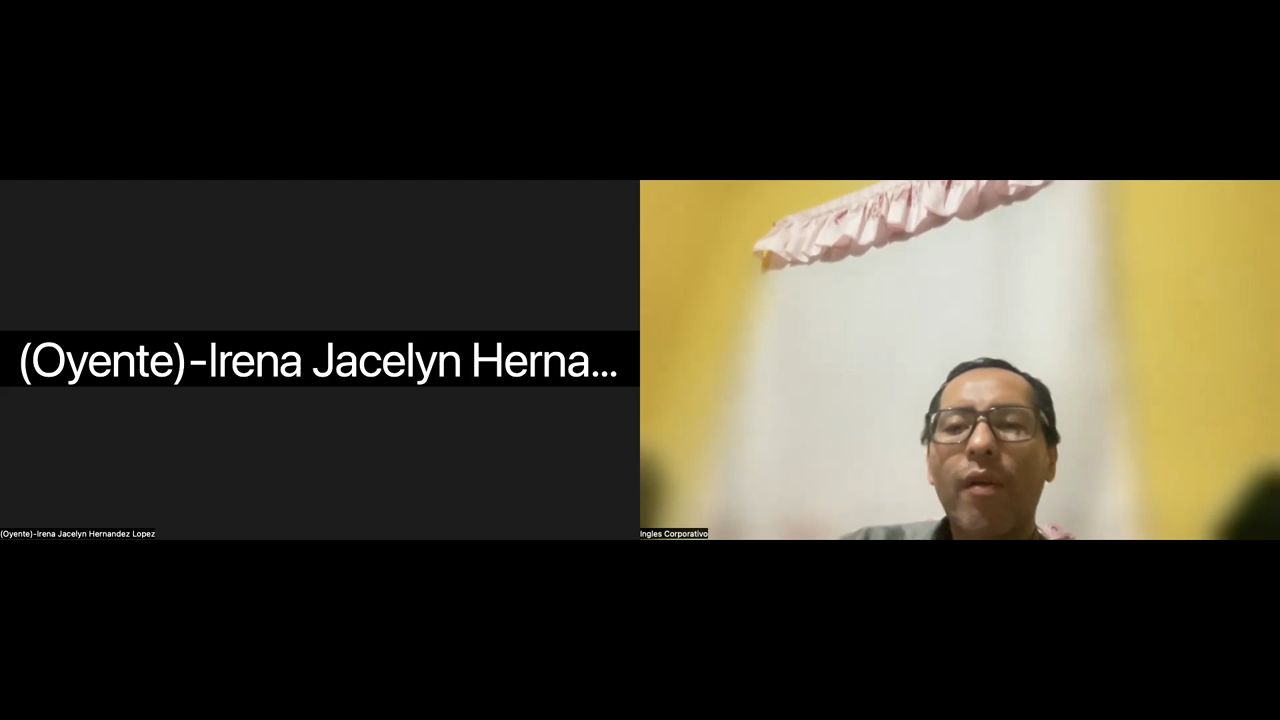 (Oyente)-Irena Jacelyn Herna...
(Oyente)-Irena Jacelyn Hernandez Lopez
Ingles Corporativo